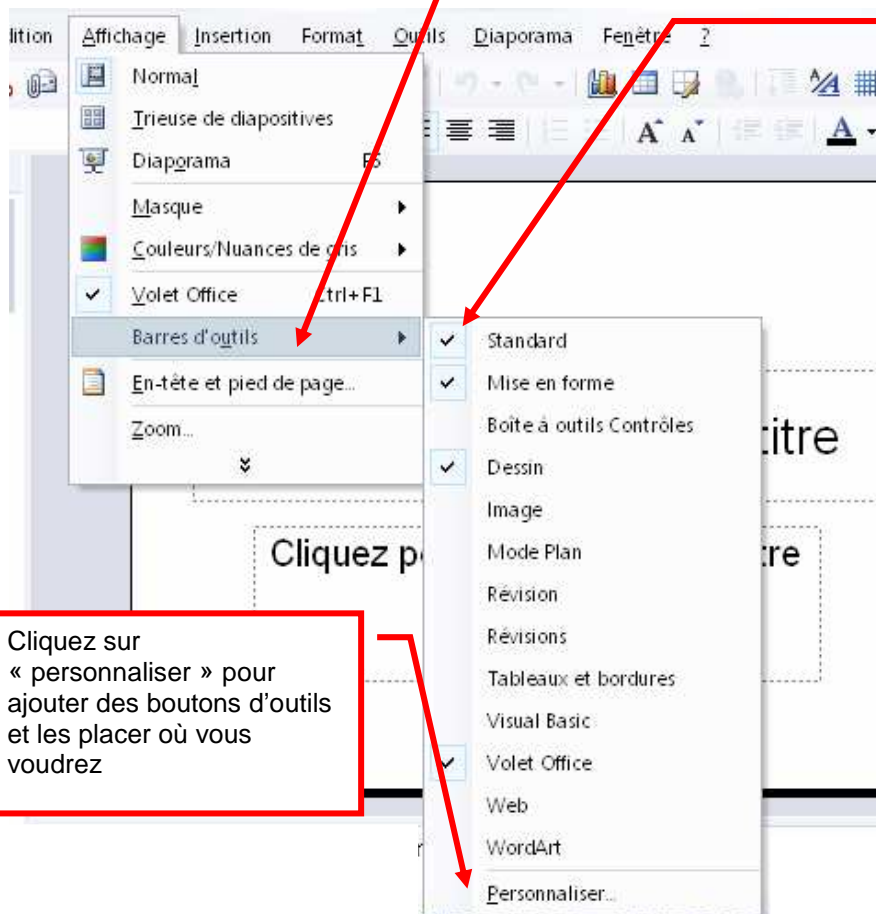 dition Affichage Insertion Format Outils Diaporama Fenêtre ?
Normal
Trieuse de diapositives
Diaporama F5
Masque
Couleurs/Nuances de gris
Volet Office Ctrl+F1
Barres d'outils
En-tête et pied de page...
Zoom...
Standard
Mise en forme
Boîte à outils Contrôles
Dessin
Image
Mode Plan
Révision
Révisions
Tableaux et bordures
Visual Basic
Volet Office
Web
WordArt
Personnaliser...
titre
Cliquez
tre
Cliquez sur
« personnaliser » pour
ajouter des boutons d'outils
et les placer où vous
voudrez